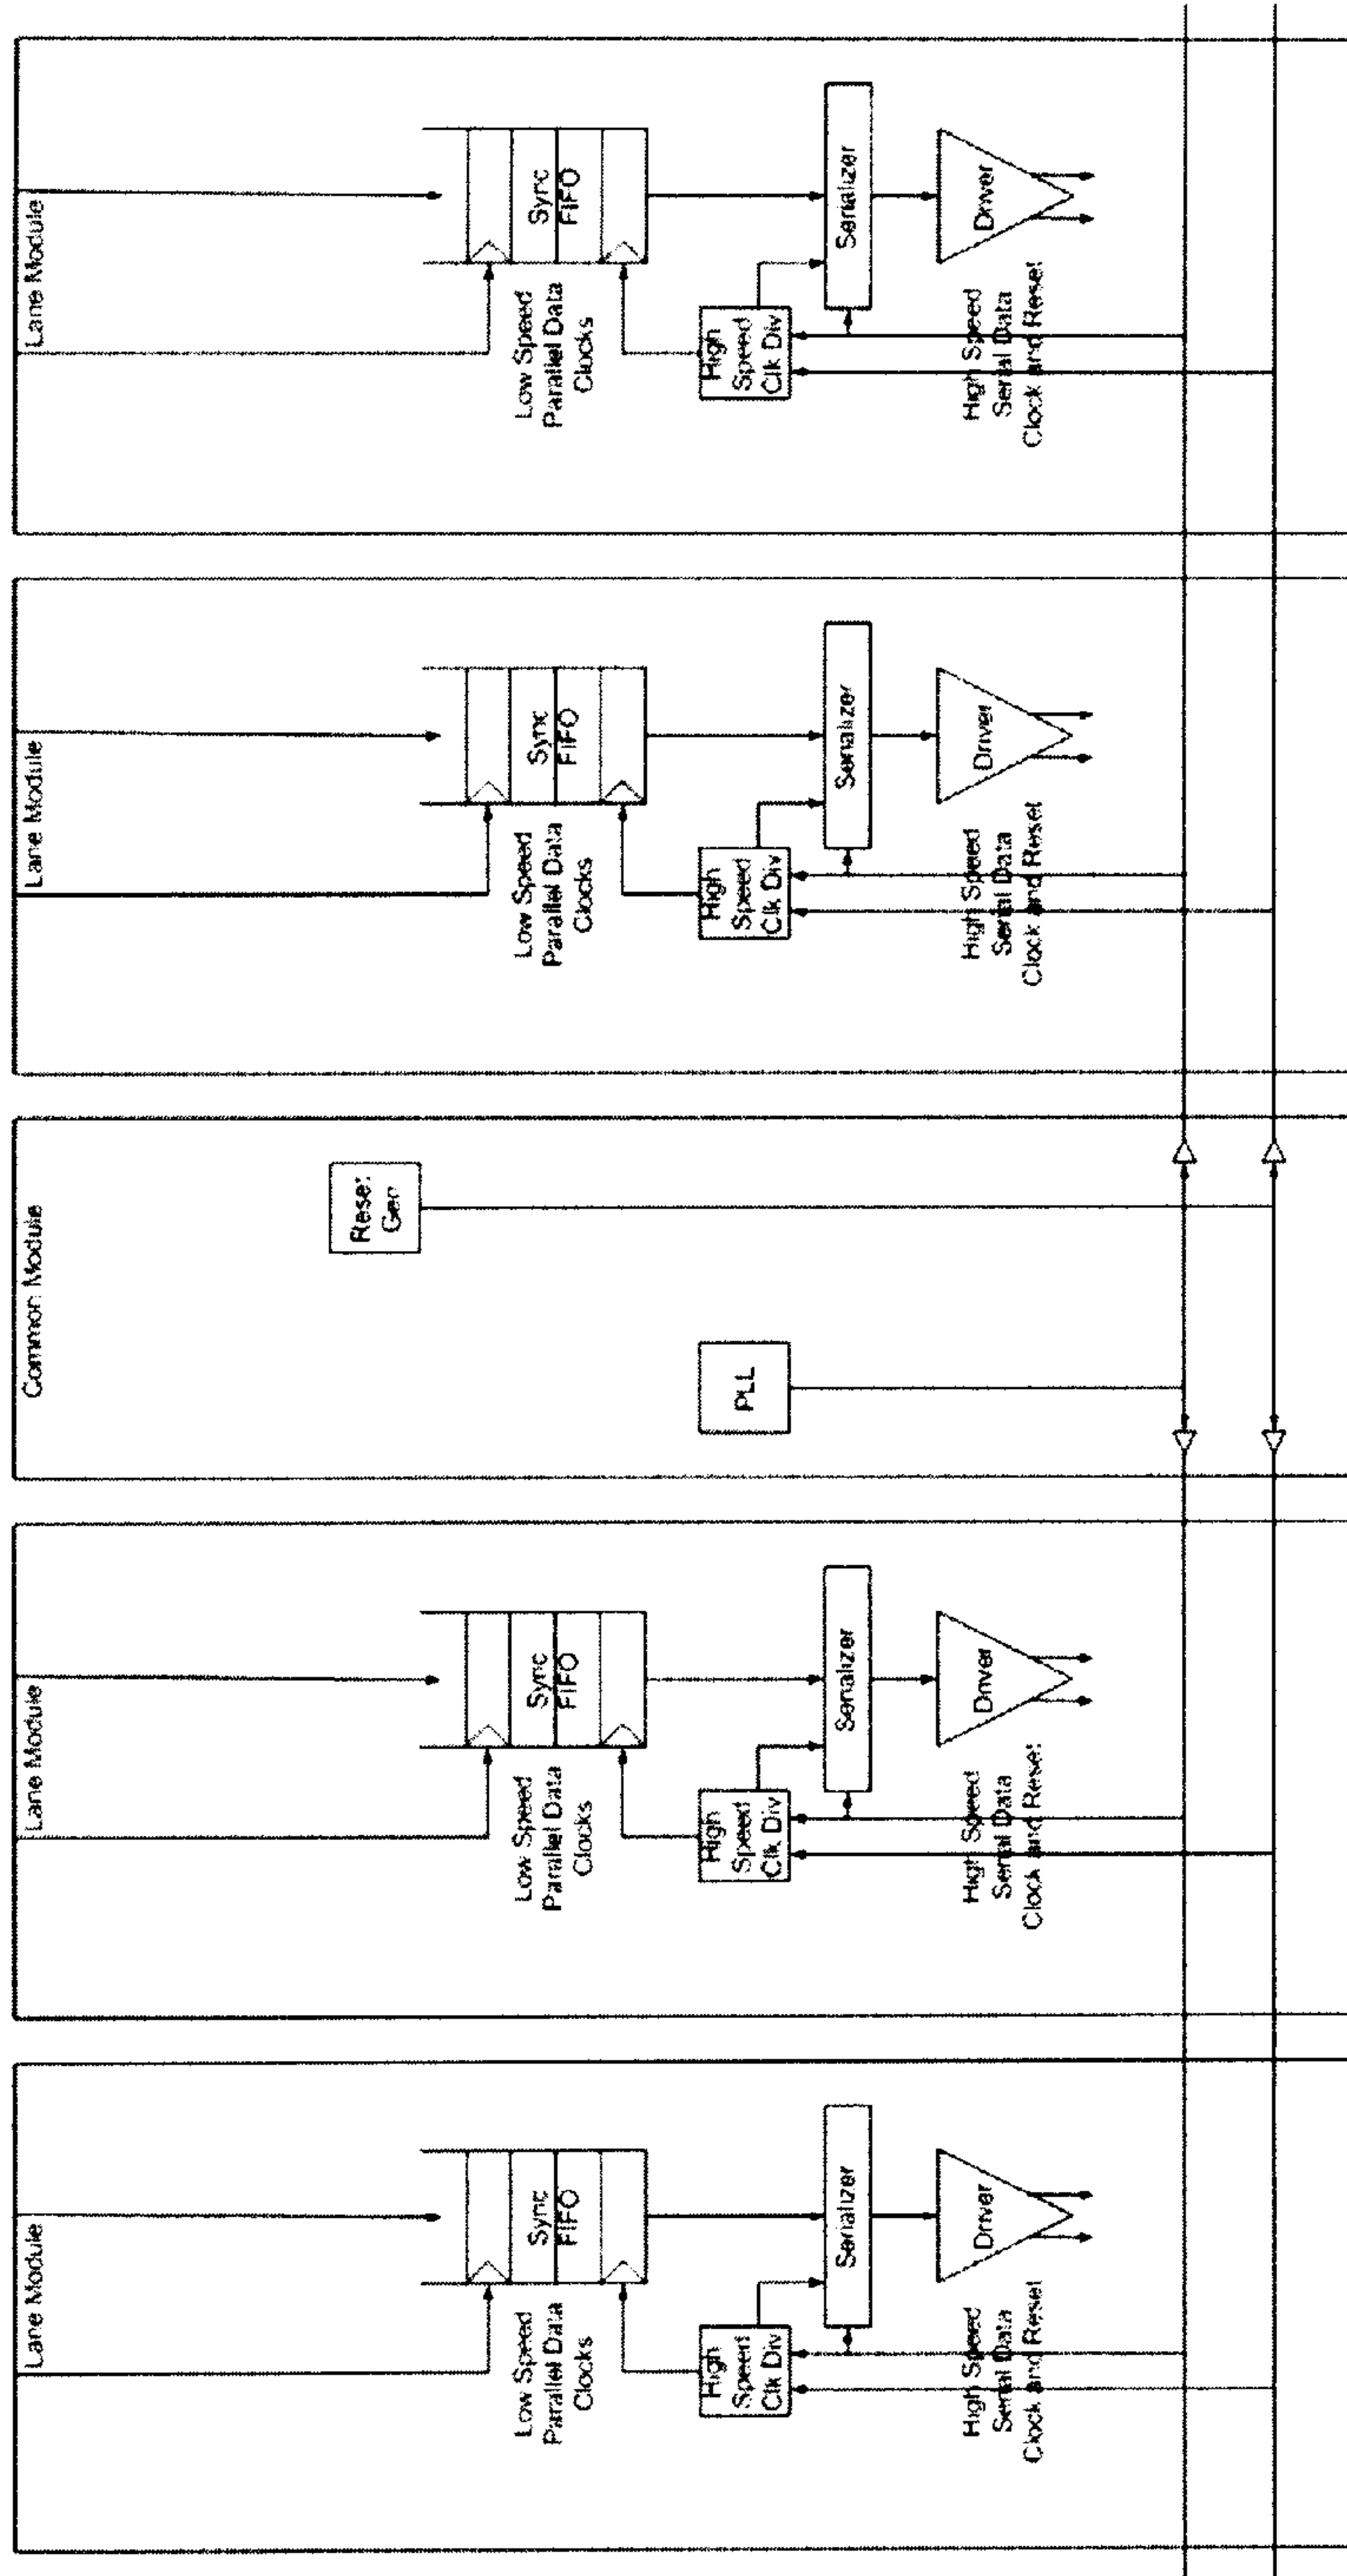 Lane Module
Sync
FIFO
Low Speed
Parallel Data
Clocks
High
Speed
Clk Div
Serializer
Driver
High Speed
Serial Data
Clock and Reset
Lane Module
Sync
FIFO
Low Speed
Parallel Data
Clocks
High
Speed
Clk Div
Serializer
Driver
High Speed
Serial Data
Clock and Reset
Common Module
Reset
Gen
PLL
Lane Module
Sync
FIFO
Low Speed
Parallel Data
Clocks
High
Speed
Clk Div
Serializer
Driver
High Speed
Serial Data
Clock and Reset
Lane Module
Sync
FIFO
Low Speed
Parallel Data
Clocks
High
Speed
Clk Div
Serializer
Driver
High Speed
Serial Data
Clock and Reset